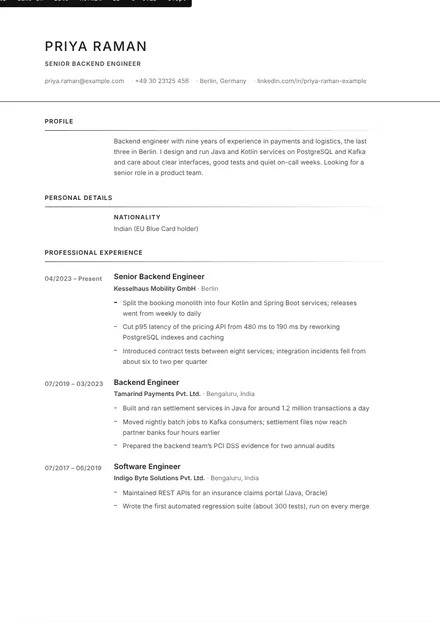 PRIYA RAMAN
SENIOR BACKEND ENGINEER
priya.raman@example.com · +49 30 23125 456 · Berlin, Germany · linkedin.com/in/priya-raman-example
PROFILE
Backend engineer with nine years of experience in payments and logistics, the last
three in Berlin. I design and run Java and Kotlin services on PostgreSQL and Kafka
and care about clear interfaces, good tests and quiet on-call weeks. Looking for a
senior role in a product team.
PERSONAL DETAILS
NATIONALITY
Indian (EU Blue Card holder)
PROFESSIONAL EXPERIENCE
04/2023 – Present Senior Backend Engineer
Kesselhaus Mobility GmbH · Berlin
– Split the booking monolith into four Kotlin and Spring Boot services; releases
went from weekly to daily
– Cut p95 latency of the pricing API from 480 ms to 190 ms by reworking
PostgreSQL indexes and caching
– Introduced contract tests between eight services; integration incidents fell from
about six to two per quarter
07/2019 – 03/2023 Backend Engineer
Tamarind Payments Pvt. Ltd. · Bengaluru, India
– Built and ran settlement services in Java for around 1.2 million transactions a day
– Moved nightly batch jobs to Kafka consumers; settlement files now reach
partner banks four hours earlier
– Prepared the backend team's PCI DSS evidence for two annual audits
07/2017 – 06/2019 Software Engineer
Indigo Byte Solutions Pvt. Ltd. · Bengaluru, India
– Maintained REST APIs for an insurance claims portal (Java, Oracle)
– Wrote the first automated regression suite (about 300 tests), run on every merge